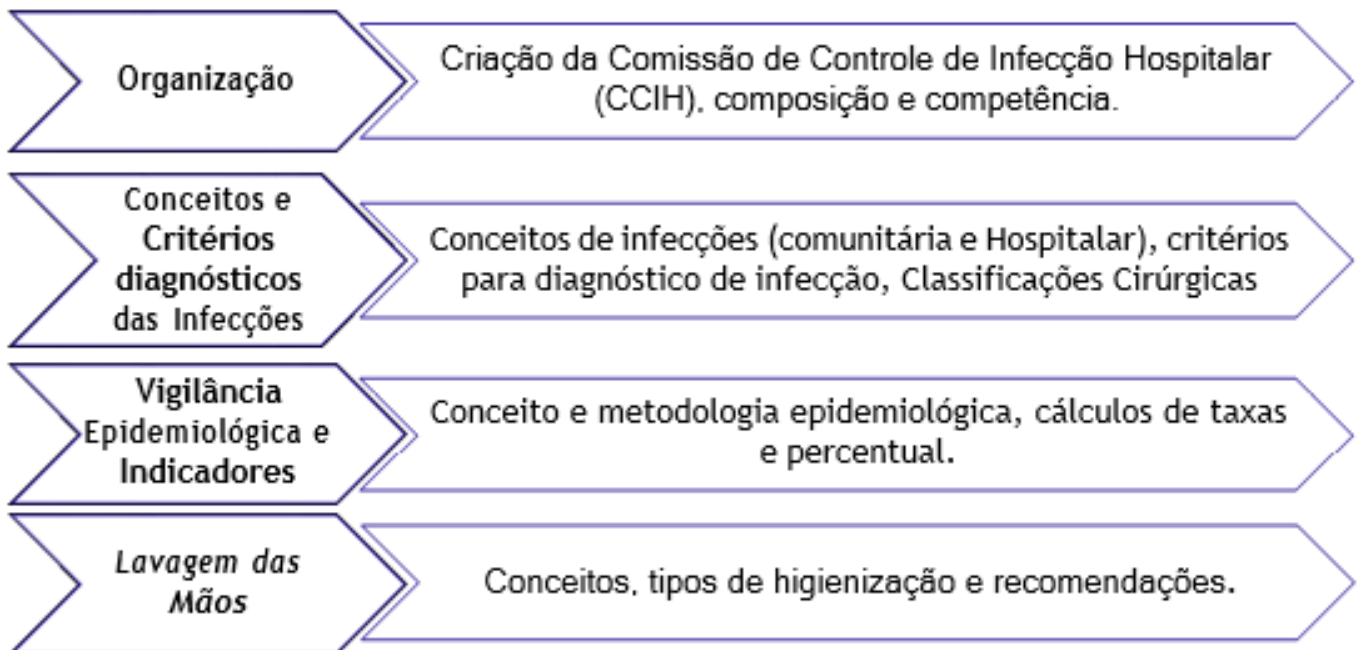 Organização
Criação da Comissão de Controle de Infecção Hospitalar
(CCIH), composição e competência.
Conceitos e
Critérios
diagnósticos
das Infecções
Conceitos de infecções (comunitária e Hospitalar), critérios
para diagnóstico de infecção, Classificações Cirúrgicas
Vigilância
Epidemiológica e
Indicadores
Conceito e metodologia epidemiológica, cálculos de taxas
e percentual.
Lavagem das
Mãos
Conceitos, tipos de higienização e recomendações.